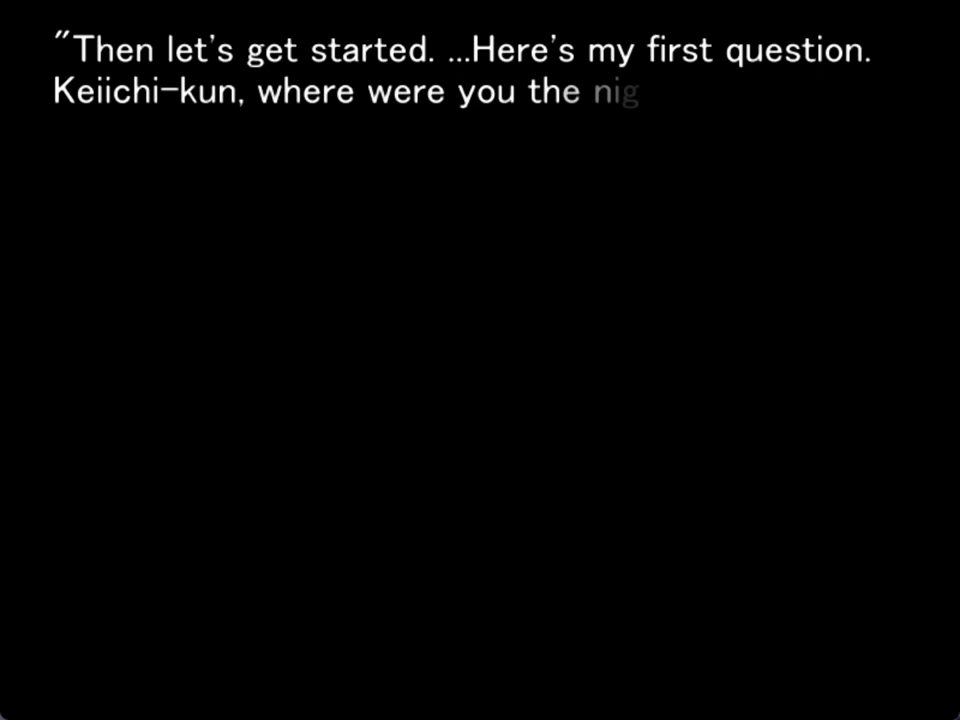 "Then let's get started. ...Here's my first question.
Keiichi-kun, where were you the nig